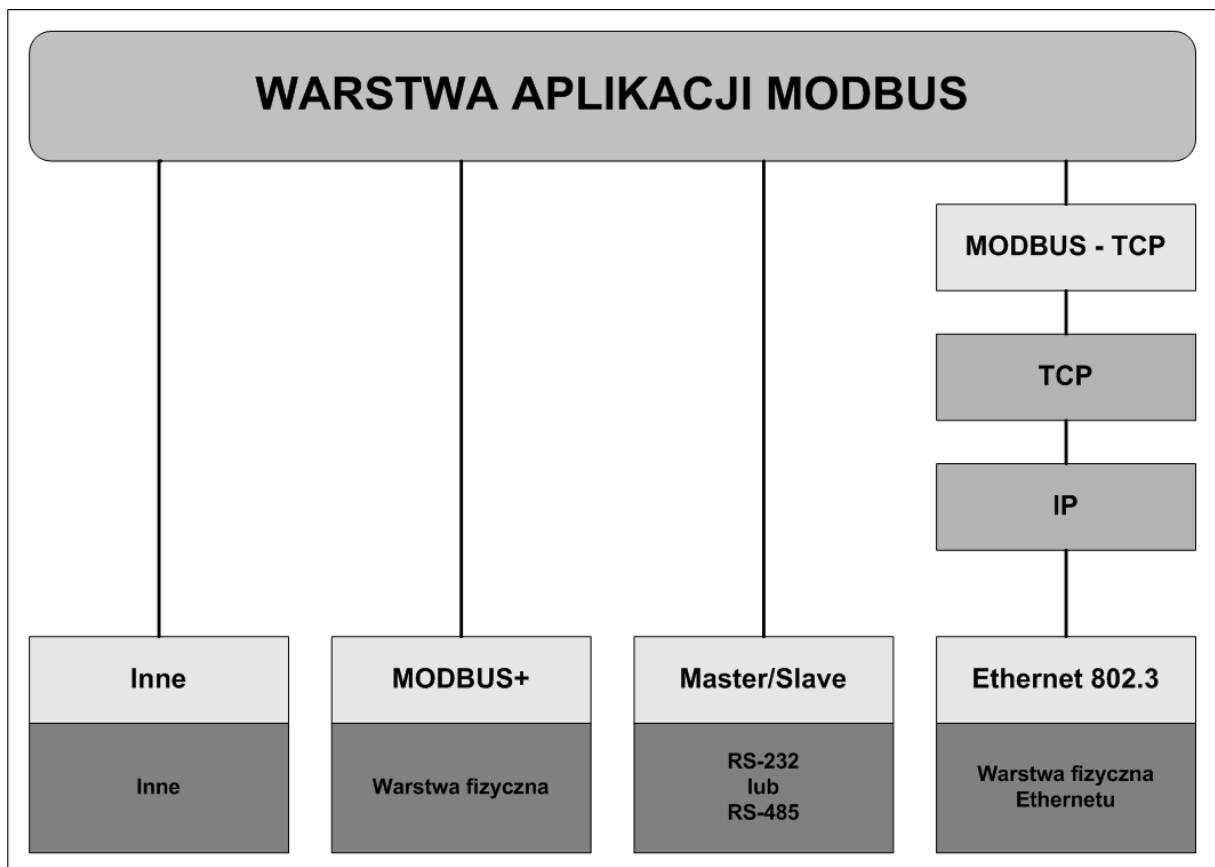 WARSTWA APLIKACJI MODBUS
MODBUS - TCP
TCP
IP
Inne
MODBUS+
Master/Slave
Ethernet 802.3
Inne
Warstwa fizyczna
RS-232
lub
RS-485
Warstwa fizyczna
Ethernetu